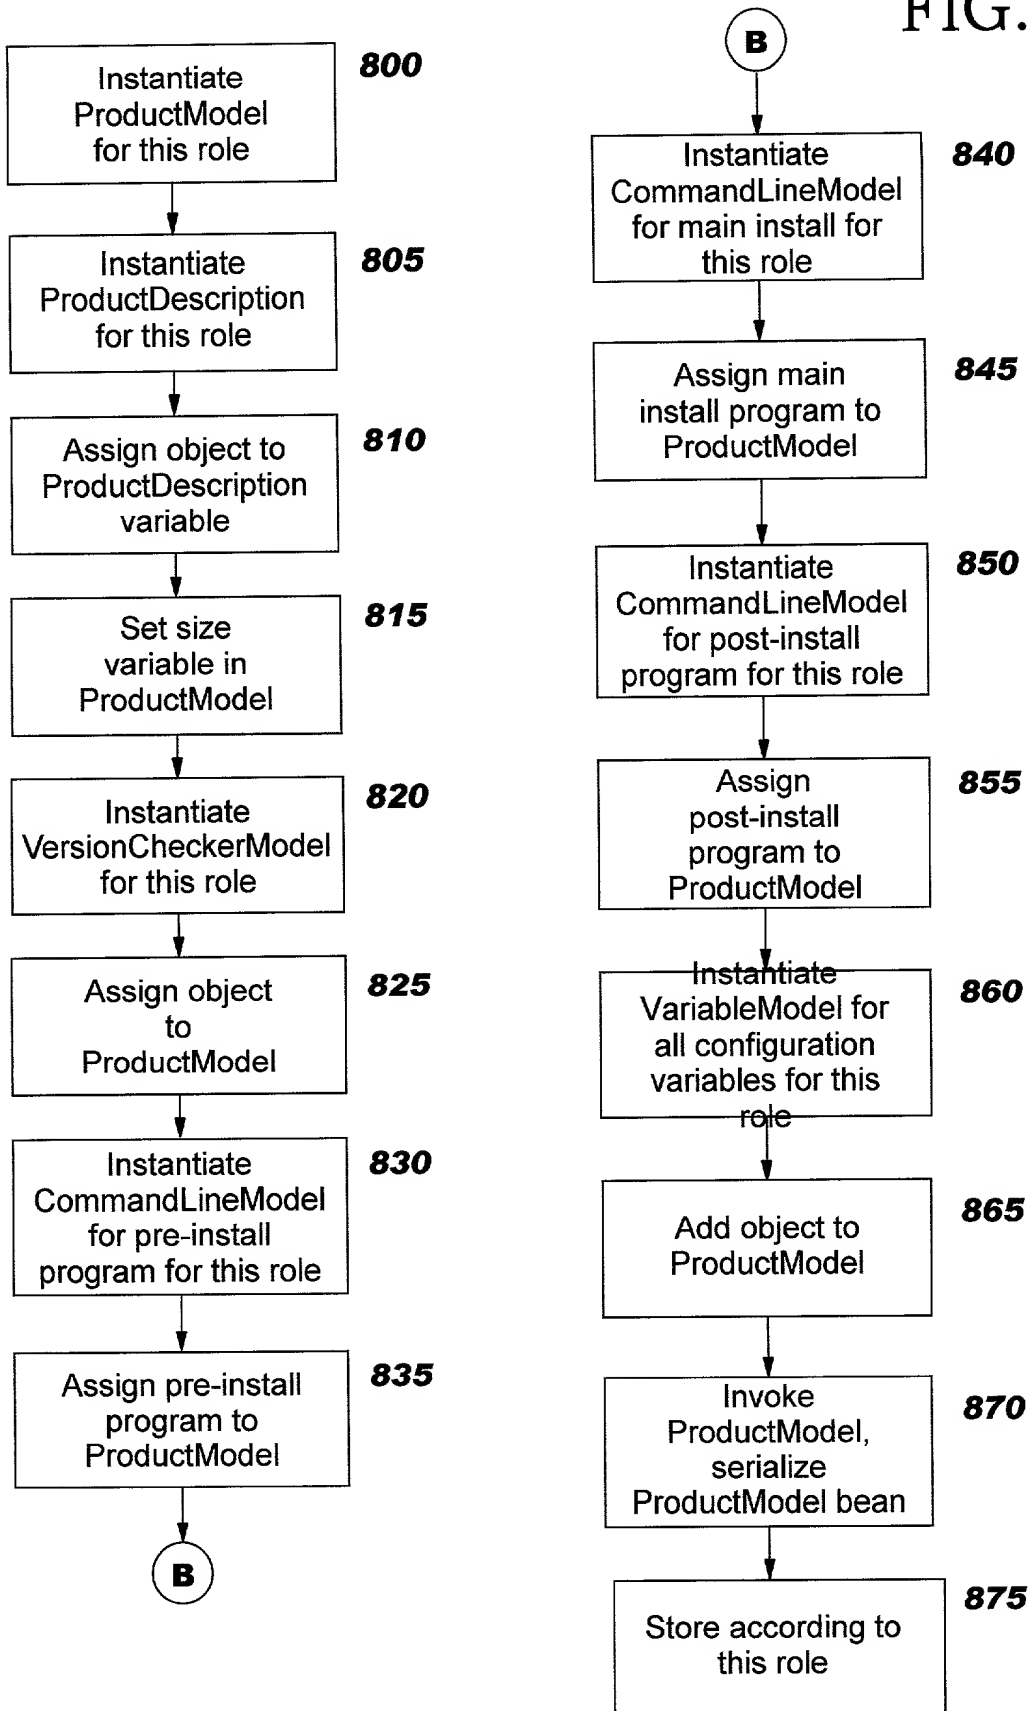 Instantiate
ProductModel
for this role
800
Instantiate
ProductDescription
for this role
805
Assign object to
ProductDescription
variable
810
Set size
variable in
ProductModel
815
Instantiate
VersionCheckerModel
for this role
820
Assign object
to
ProductModel
825
Instantiate
CommandLineModel
for pre-install
program for this role
830
Assign pre-install
program to
ProductModel
835
B
FIG.
B
Instantiate
CommandLineModel
for main install for
this role
840
Assign main
install program to
ProductModel
845
Instantiate
CommandLineModel
for post-install
program for this role
850
Assign
post-install
program to
ProductModel
855
Instantiate
VariableModel for
all configuration
variables for this
role
860
Add object to
ProductModel
865
Invoke
ProductModel,
serialize
ProductModel bean
870
Store according to
this role
875